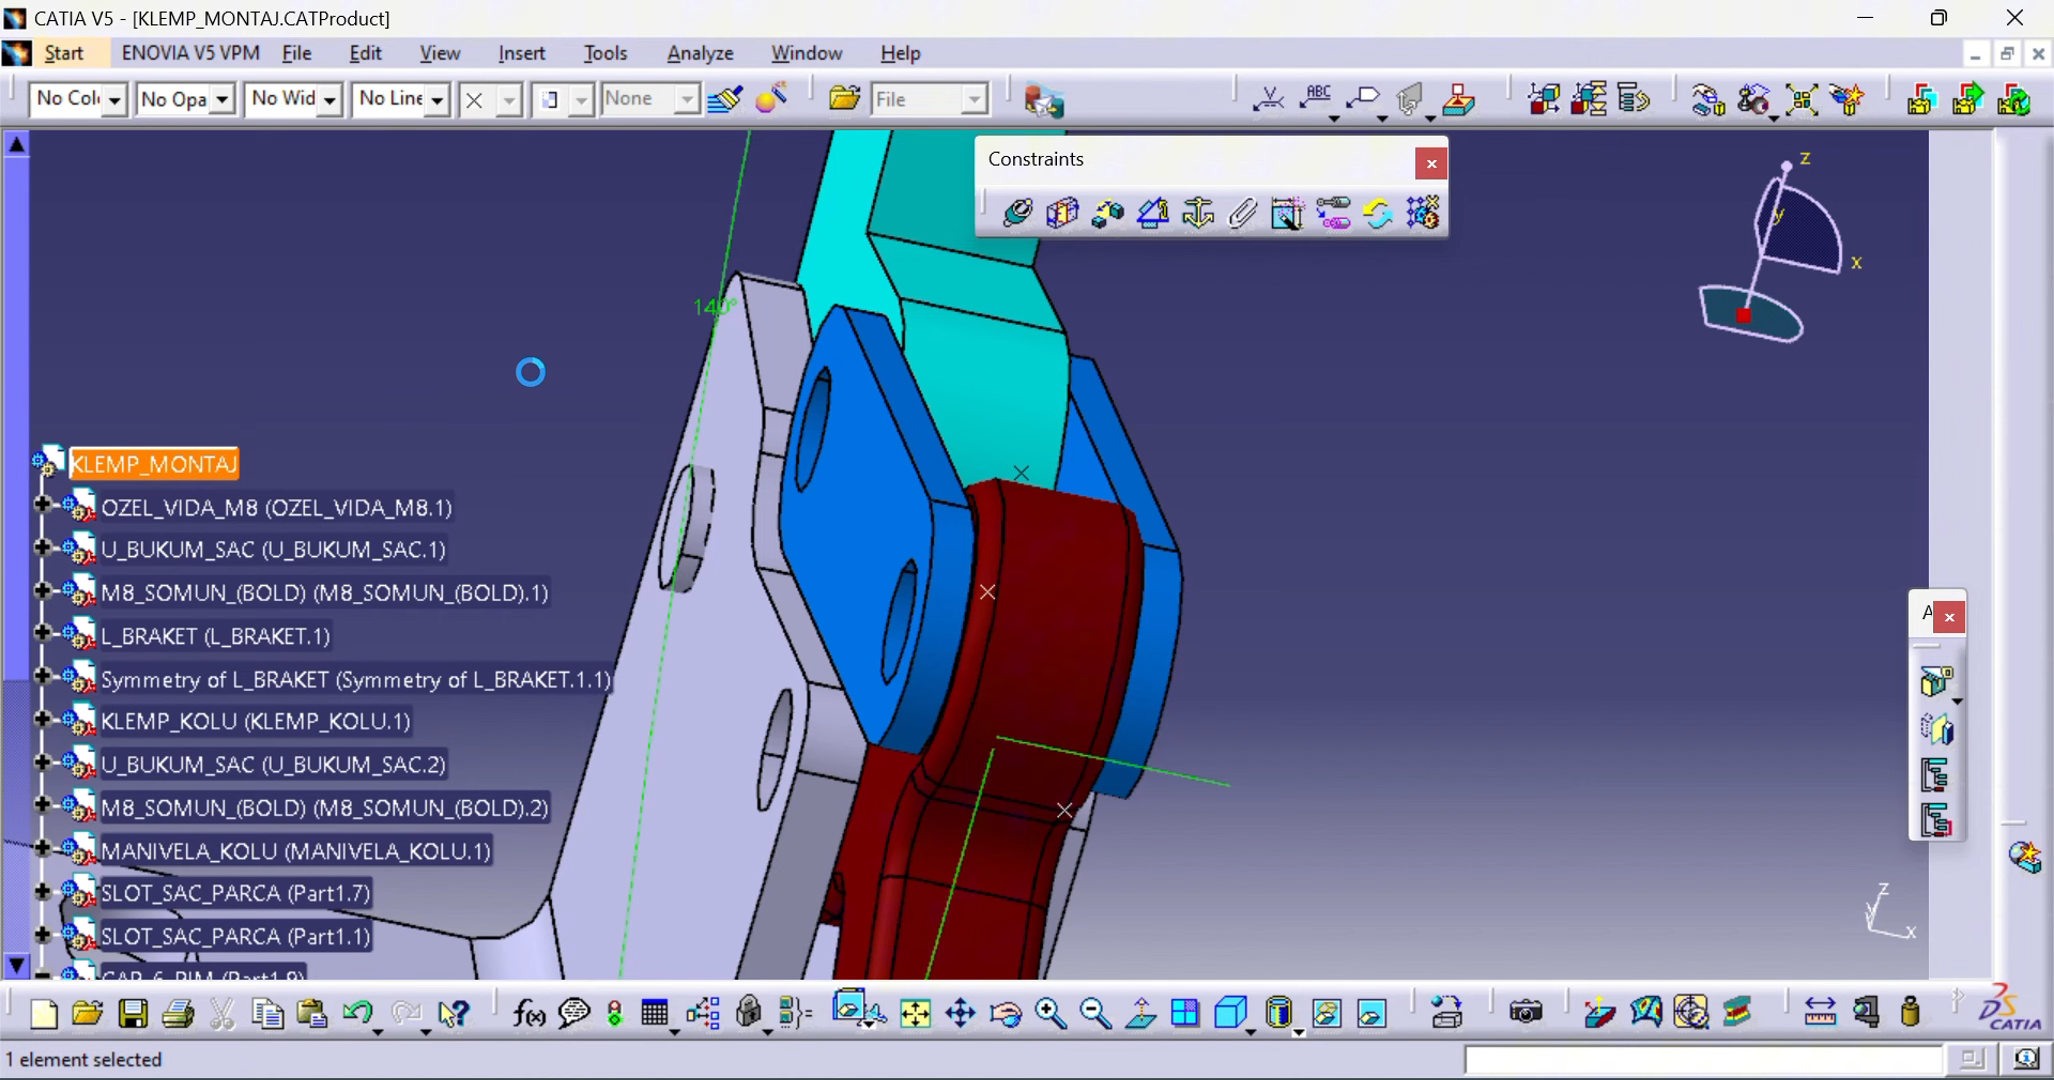 CATIA V5 - [KLEMP_MONTAJ.CATProduct]
Start ENOVIA V5 VPM File Edit View Insert Tools Analyze Window Help
No Col No Opa No Wid No Line None File
ABC
Constraints
z
y
x
140°
KLEMP_MONTAJ
OZEL_VIDA_M8 (OZEL_VIDA_M8.1)
U_BUKUM_SAC (U_BUKUM_SAC.1)
M8_SOMUN_(BOLD) (M8_SOMUN_(BOLD).1)
L_BRAKET (L_BRAKET.1)
Symmetry of L_BRAKET (Symmetry of L_BRAKET.1.1)
KLEMP_KOLU (KLEMP_KOLU.1)
U_BUKUM_SAC (U_BUKUM_SAC.2)
M8_SOMUN_(BOLD) (M8_SOMUN_(BOLD).2)
MANIVELA_KOLU (MANIVELA_KOLU.1)
SLOT_SAC_PARCA (Part1.7)
SLOT_SAC_PARCA (Part1.1)
z
y
x
f(x)
CATIA
1 element selected